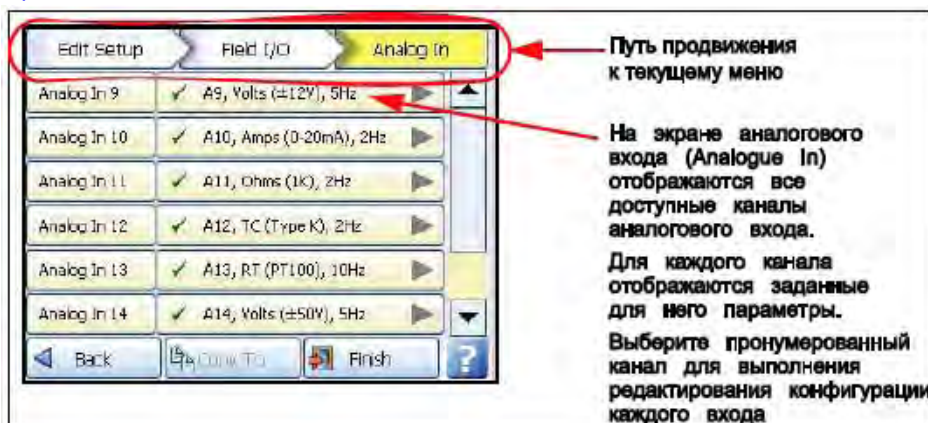 Edit Setup Field I/O Analog In
Analog In 9 A9, Volts (±12V), 5Hz
Analog In 10 A10, Amps (0-20mA), 2Hz
Analog In 11 A11, Ohms (1K), 2Hz
Analog In 12 A12, TC (Type K), 2Hz
Analog In 13 A13, RT (PT100), 10Hz
Analog In 14 A14, Volts (±50V), 5Hz
Back Copy To Finish ?
Путь продвижения
к текущему меню
На экране аналогового
входа (Analogue In)
отображаются все
доступные каналы
аналогового входа.
Для каждого канала
отображаются заданные
для него параметры.
Выберите пронумерованный
канал для выполнения
редактирования конфигурации
каждого входа